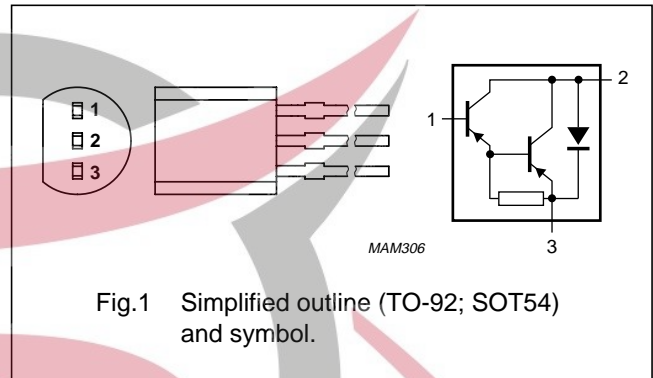 1
2
3
1
2
3
MAM306
Fig.1 Simplified outline (TO-92; SOT54)
and symbol.